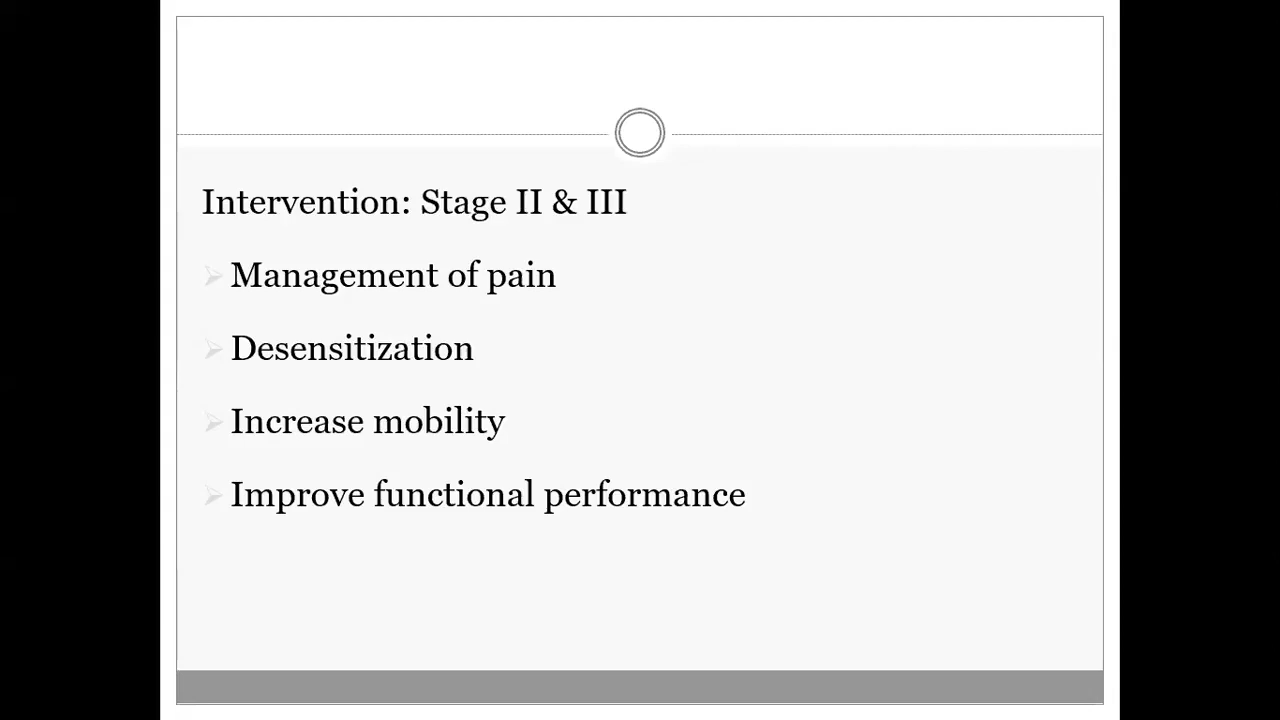 Intervention: Stage II & III
Management of pain
Desensitization
Increase mobility
Improve functional performance